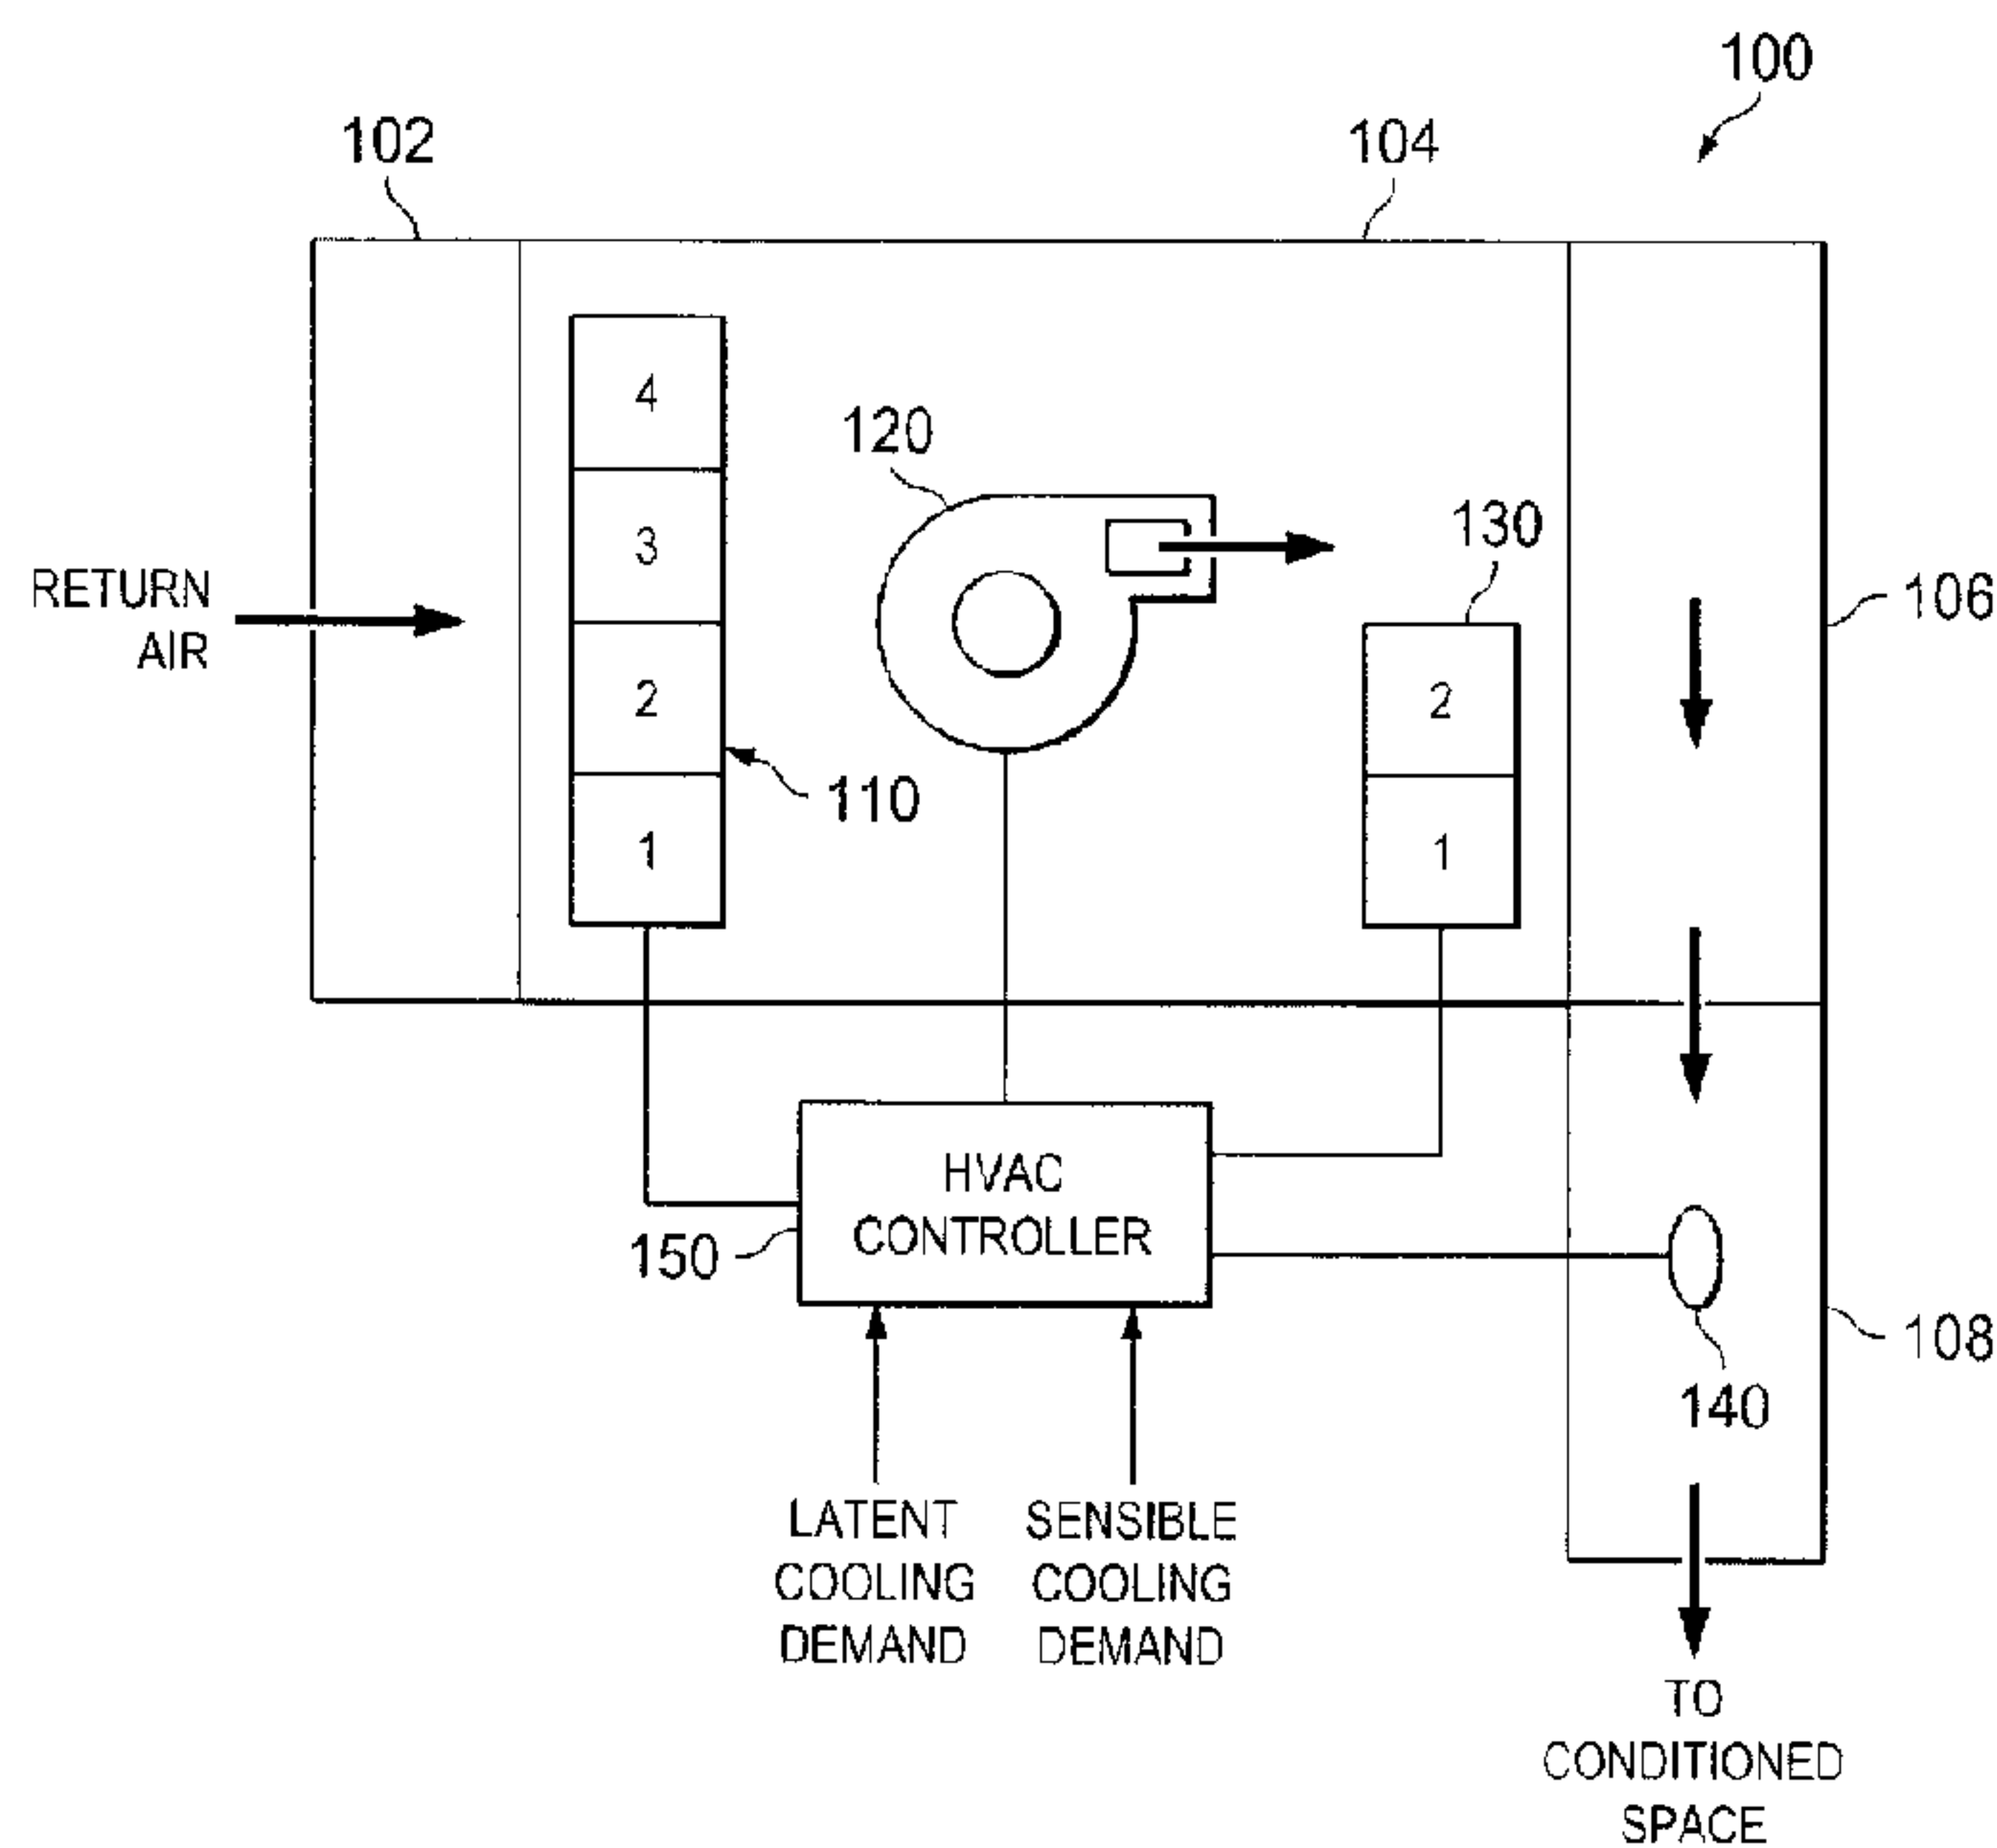 100
102
104
4
120
3
130
RETURN
AIR
106
2
2
110
1
1
HVAC
CONTROLLER
150
108
140
LATENT
COOLING
DEMAND
SENSIBLE
COOLING
DEMAND
TO
CONDITIONED
SPACE